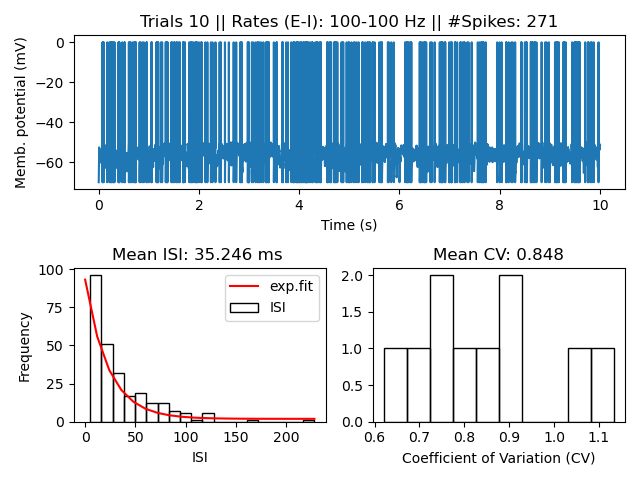 Trials 10 || Rates (E-I): 100-100 Hz || #Spikes: 271
Memb. potential (mV)
0
−20
−40
−60
0 2 4 6 8 10
Time (s)
Mean ISI: 35.246 ms
Frequency
100
75
50
25
0
exp.fit
ISI
0 50 100 150 200
ISI
Mean CV: 0.848
2.0
1.5
1.0
0.5
0.0
0.6 0.7 0.8 0.9 1.0 1.1
Coefficient of Variation (CV)